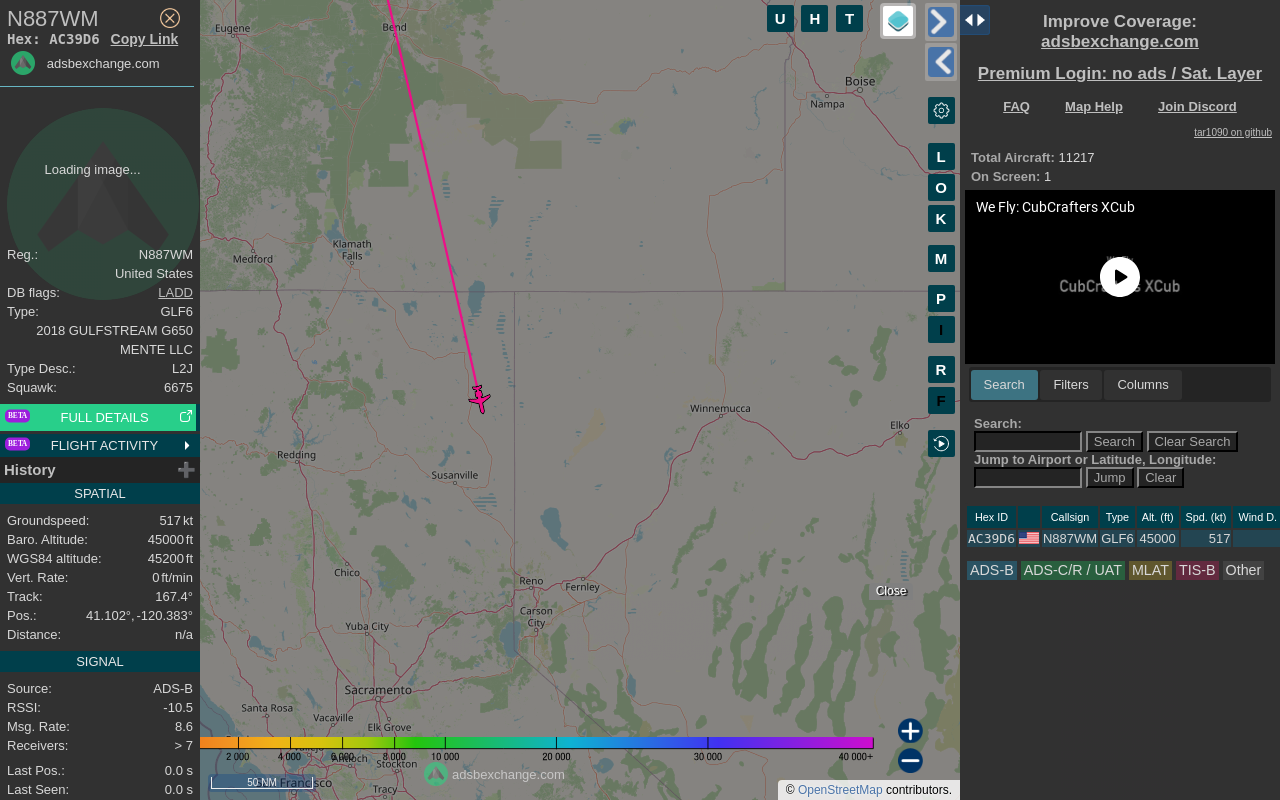 N887WM
Hex: AC39D6 Copy Link
adsbexchange.com
Loading image...
Reg.: N887WM
United States
DB flags: LADD
Type: GLF6
2018 GULFSTREAM G650
MENTE LLC
Type Desc.: L2J
Squawk: 6675
BETA FULL DETAILS
BETA FLIGHT ACTIVITY
History
SPATIAL
Groundspeed: 517 kt
Baro. Altitude: 45000 ft
WGS84 altitude: 45200 ft
Vert. Rate: 0 ft/min
Track: 167.4°
Pos.: 41.102°, -120.383°
Distance: n/a
SIGNAL
Source: ADS-B
RSSI: -10.5
Msg. Rate: 8.6
Receivers: > 7
Last Pos.: 0.0 s
Last Seen: 0.0 s
Eugene
Bend
Boise
Nampa
Klamath
Falls
Medford
Winnemucca
Elko
Redding
Susanville
Chico
Reno
Fernley
Carson
City
Yuba City
Sacramento
Santa Rosa
Vacaville
Elk Grove
Antioch
Stockton
Tracy
2 000 4 000 6 000 8 000 10 000 20 000 30 000 40 000+
50 NM
adsbexchange.com
© OpenStreetMap contributors.
U H T
L
O
K
M
P
I
R
F
Close
Improve Coverage:
adsbexchange.com
Premium Login: no ads / Sat. Layer
FAQ Map Help Join Discord
tar1090 on github
Total Aircraft: 11217
On Screen: 1
We Fly: CubCrafters XCub
CubCrafters XCub
Search Filters Columns
Search:
Search Clear Search
Jump to Airport or Latitude, Longitude:
Jump Clear
Hex ID Callsign Type Alt. (ft) Spd. (kt) Wind D.
AC39D6 N887WM GLF6 45000 517
ADS-B ADS-C/R / UAT MLAT TIS-B Other